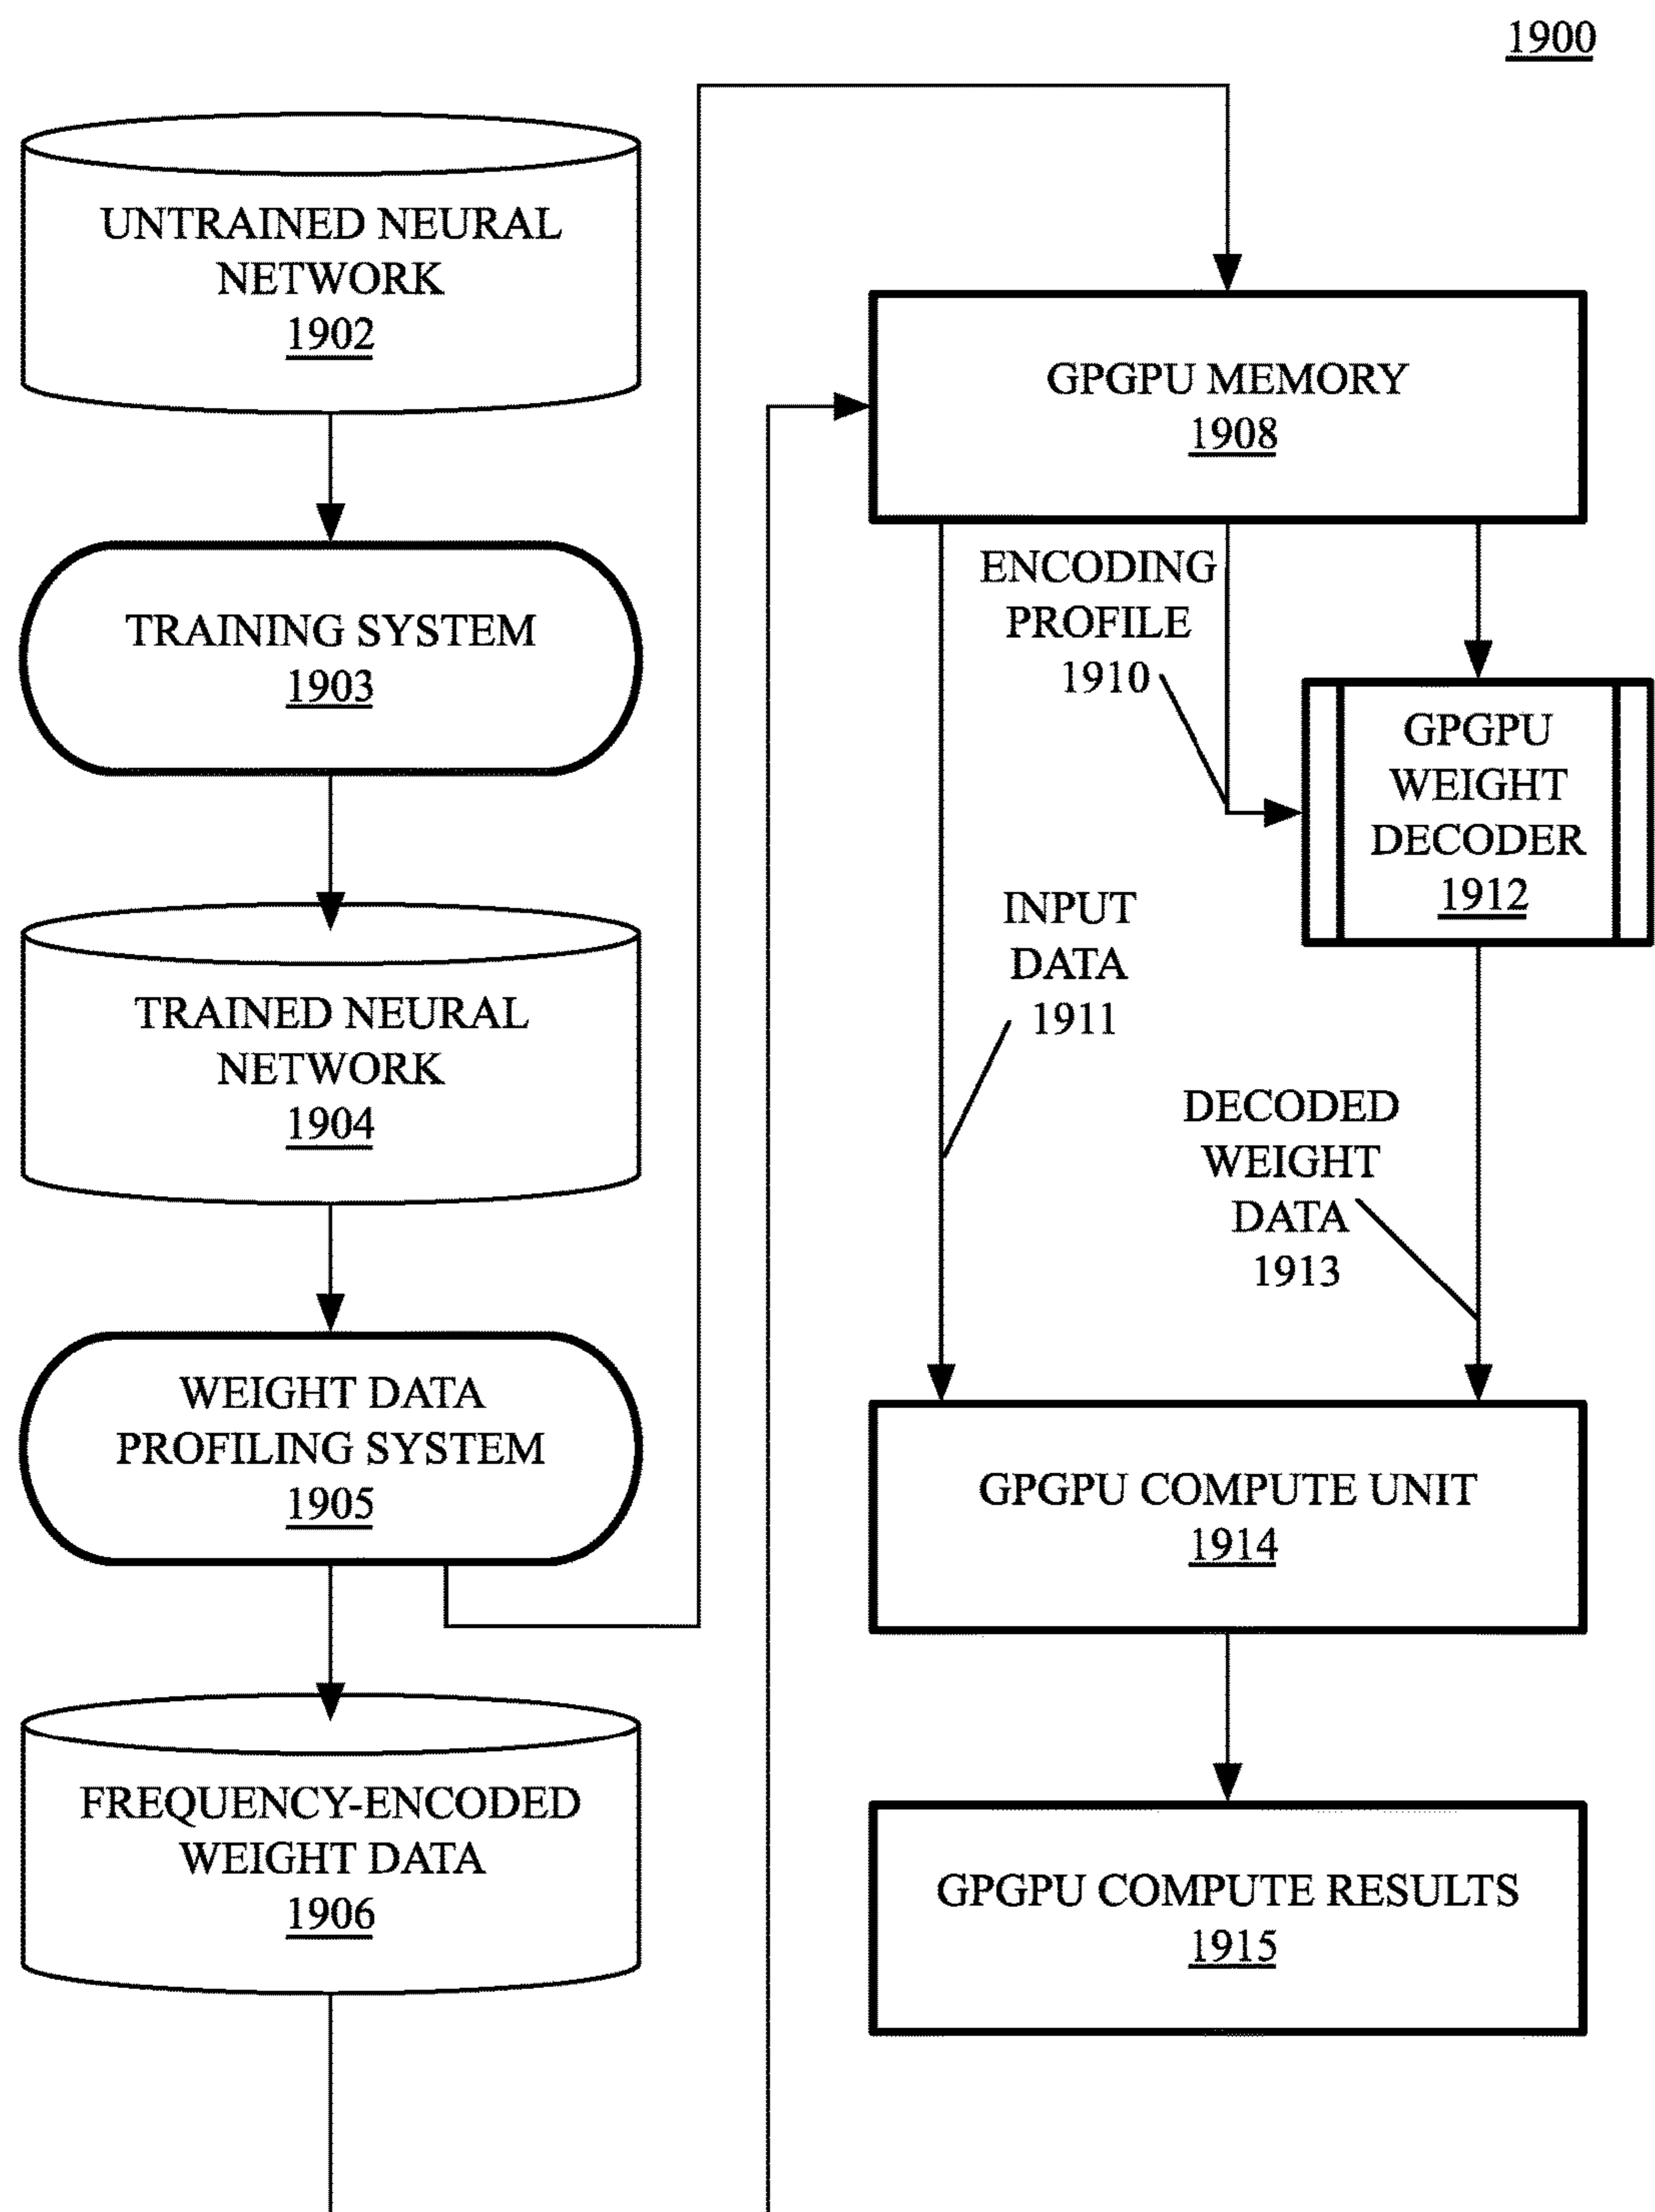 1900
UNTRAINED NEURAL
NETWORK
1902
TRAINING SYSTEM
1903
TRAINED NEURAL
NETWORK
1904
WEIGHT DATA
PROFILING SYSTEM
1905
FREQUENCY-ENCODED
WEIGHT DATA
1906
GPGPU MEMORY
1908
ENCODING
PROFILE
1910
GPGPU
WEIGHT
DECODER
1912
INPUT
DATA
1911
DECODED
WEIGHT
DATA
1913
GPGPU COMPUTE UNIT
1914
GPGPU COMPUTE RESULTS
1915